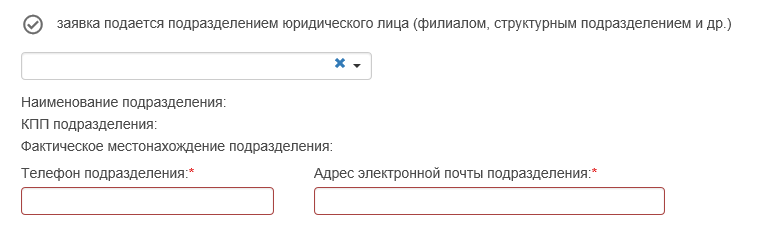 заявка подается подразделением юридического лица (филиалом, структурным подразделением и др.)
Наименование подразделения:
КПП подразделения:
Фактическое местонахождение подразделения:
Телефон подразделения:* Адрес электронной почты подразделения:*